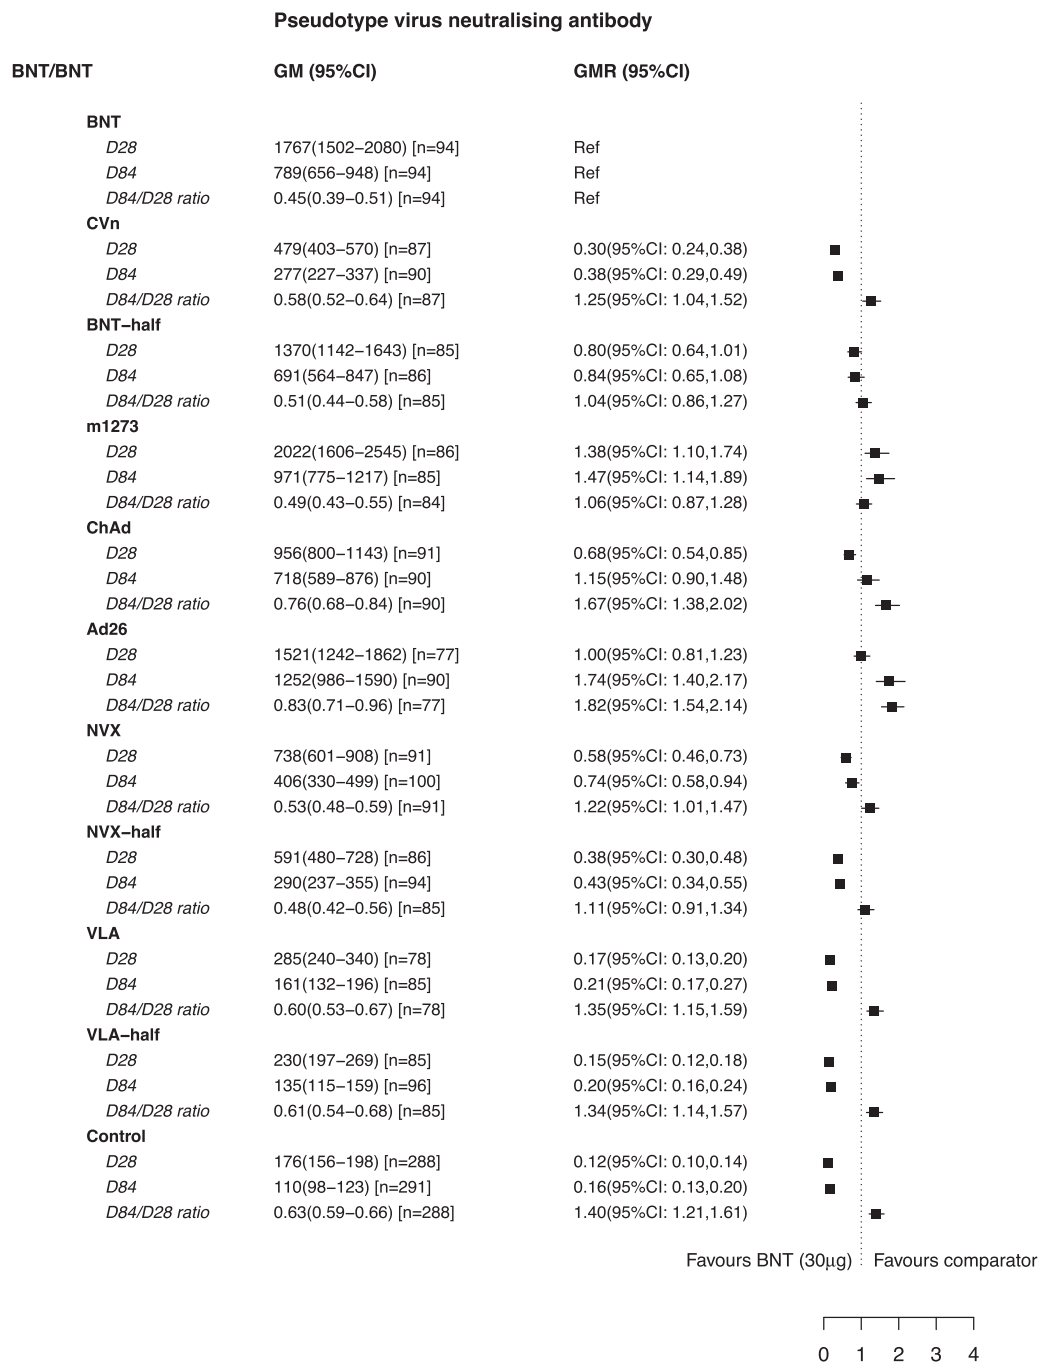 Pseudotype virus neutralising antibody
BNT/BNT GM (95%CI) GMR (95%CI)
BNT
D28 1767(1502−2080) [n=94] Ref
D84 789(656−948) [n=94] Ref
D84/D28 ratio 0.45(0.39−0.51) [n=94] Ref
CVn
D28 479(403−570) [n=87] 0.30(95%CI: 0.24,0.38)
D84 277(227−337) [n=90] 0.38(95%CI: 0.29,0.49)
D84/D28 ratio 0.58(0.52−0.64) [n=87] 1.25(95%CI: 1.04,1.52)
BNT−half
D28 1370(1142−1643) [n=85] 0.80(95%CI: 0.64,1.01)
D84 691(564−847) [n=86] 0.84(95%CI: 0.65,1.08)
D84/D28 ratio 0.51(0.44−0.58) [n=85] 1.04(95%CI: 0.86,1.27)
m1273
D28 2022(1606−2545) [n=86] 1.38(95%CI: 1.10,1.74)
D84 971(775−1217) [n=85] 1.47(95%CI: 1.14,1.89)
D84/D28 ratio 0.49(0.43−0.55) [n=84] 1.06(95%CI: 0.87,1.28)
ChAd
D28 956(800−1143) [n=91] 0.68(95%CI: 0.54,0.85)
D84 718(589−876) [n=90] 1.15(95%CI: 0.90,1.48)
D84/D28 ratio 0.76(0.68−0.84) [n=90] 1.67(95%CI: 1.38,2.02)
Ad26
D28 1521(1242−1862) [n=77] 1.00(95%CI: 0.81,1.23)
D84 1252(986−1590) [n=90] 1.74(95%CI: 1.40,2.17)
D84/D28 ratio 0.83(0.71−0.96) [n=77] 1.82(95%CI: 1.54,2.14)
NVX
D28 738(601−908) [n=91] 0.58(95%CI: 0.46,0.73)
D84 406(330−499) [n=100] 0.74(95%CI: 0.58,0.94)
D84/D28 ratio 0.53(0.48−0.59) [n=91] 1.22(95%CI: 1.01,1.47)
NVX−half
D28 591(480−728) [n=86] 0.38(95%CI: 0.30,0.48)
D84 290(237−355) [n=94] 0.43(95%CI: 0.34,0.55)
D84/D28 ratio 0.48(0.42−0.56) [n=85] 1.11(95%CI: 0.91,1.34)
VLA
D28 285(240−340) [n=78] 0.17(95%CI: 0.13,0.20)
D84 161(132−196) [n=85] 0.21(95%CI: 0.17,0.27)
D84/D28 ratio 0.60(0.53−0.67) [n=78] 1.35(95%CI: 1.15,1.59)
VLA−half
D28 230(197−269) [n=85] 0.15(95%CI: 0.12,0.18)
D84 135(115−159) [n=96] 0.20(95%CI: 0.16,0.24)
D84/D28 ratio 0.61(0.54−0.68) [n=85] 1.34(95%CI: 1.14,1.57)
Control
D28 176(156−198) [n=288] 0.12(95%CI: 0.10,0.14)
D84 110(98−123) [n=291] 0.16(95%CI: 0.13,0.20)
D84/D28 ratio 0.63(0.59−0.66) [n=288] 1.40(95%CI: 1.21,1.61)
Favours BNT (30µg) Favours comparator
0 1 2 3 4